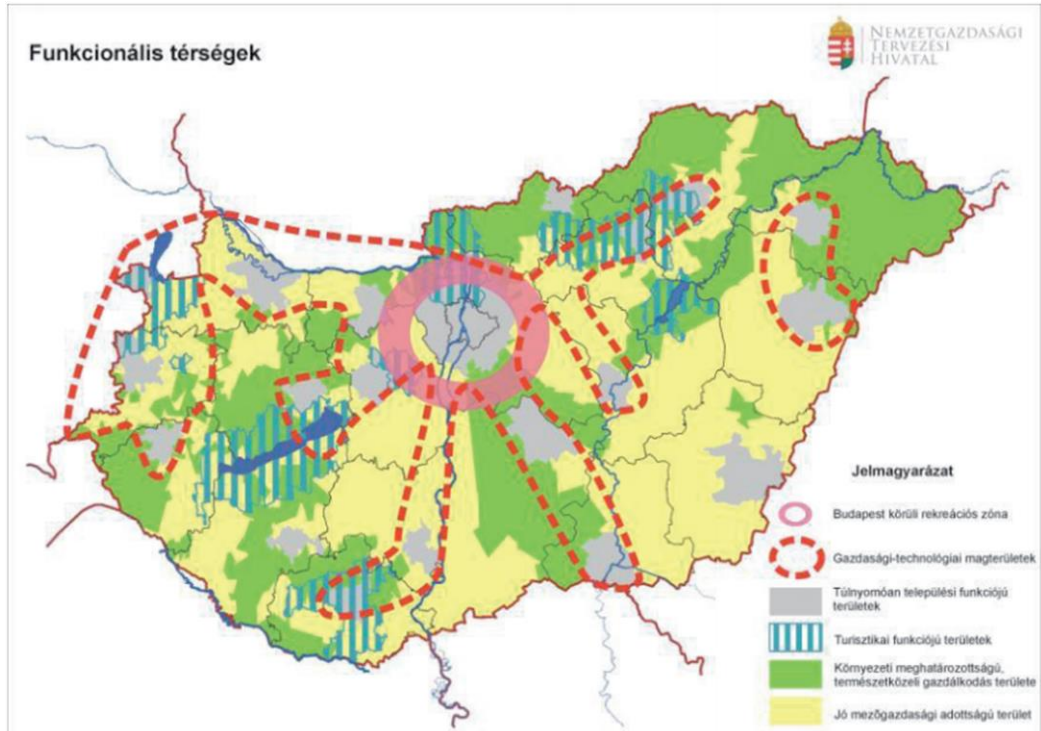 Funkcionális térségek
NEMZETGAZDASÁGI
TERVEZÉSI
HIVATAL
Jelmagyarázat
Budapest körüli rekreációs zóna
Gazdasági-technológiai magterületek
Túlnyomóan települési funkciójú
területek
Turisztikai funkciójú területek
Környezeti meghatározottságú,
természetközeli gazdálkodás területe
Jó mezőgazdasági adottságú terület